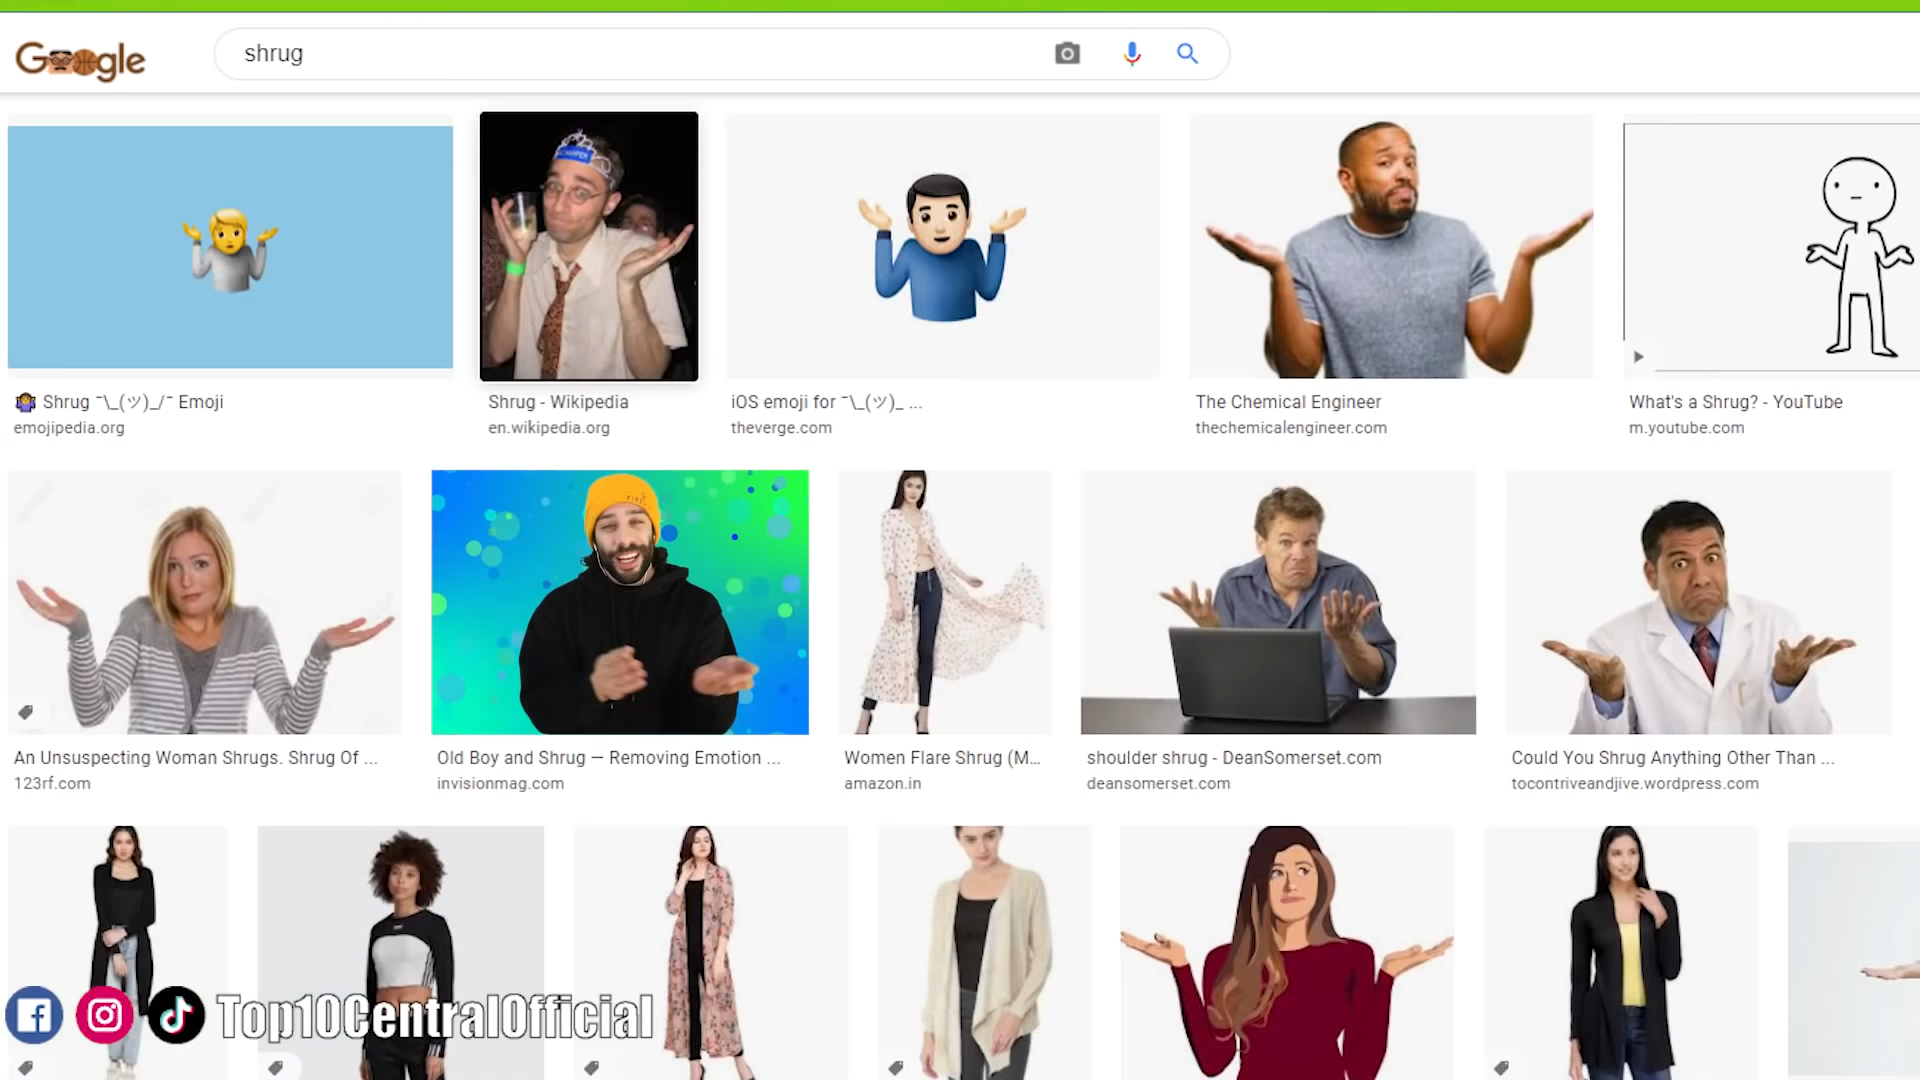 Google
shrug
Shrug ¯\_(ツ)_/¯ Emoji
emojipedia.org
Shrug - Wikipedia
en.wikipedia.org
iOS emoji for ¯\_(ツ)_ ...
theverge.com
The Chemical Engineer
thechemicalengineer.com
What's a Shrug? - YouTube
m.youtube.com
An Unsuspecting Woman Shrugs. Shrug Of ...
123rf.com
Old Boy and Shrug — Removing Emotion ...
invisionmag.com
Women Flare Shrug (M...
amazon.in
shoulder shrug - DeanSomerset.com
deansomerset.com
Could You Shrug Anything Other Than ...
tocontriveandjive.wordpress.com
Top10CentralOfficial